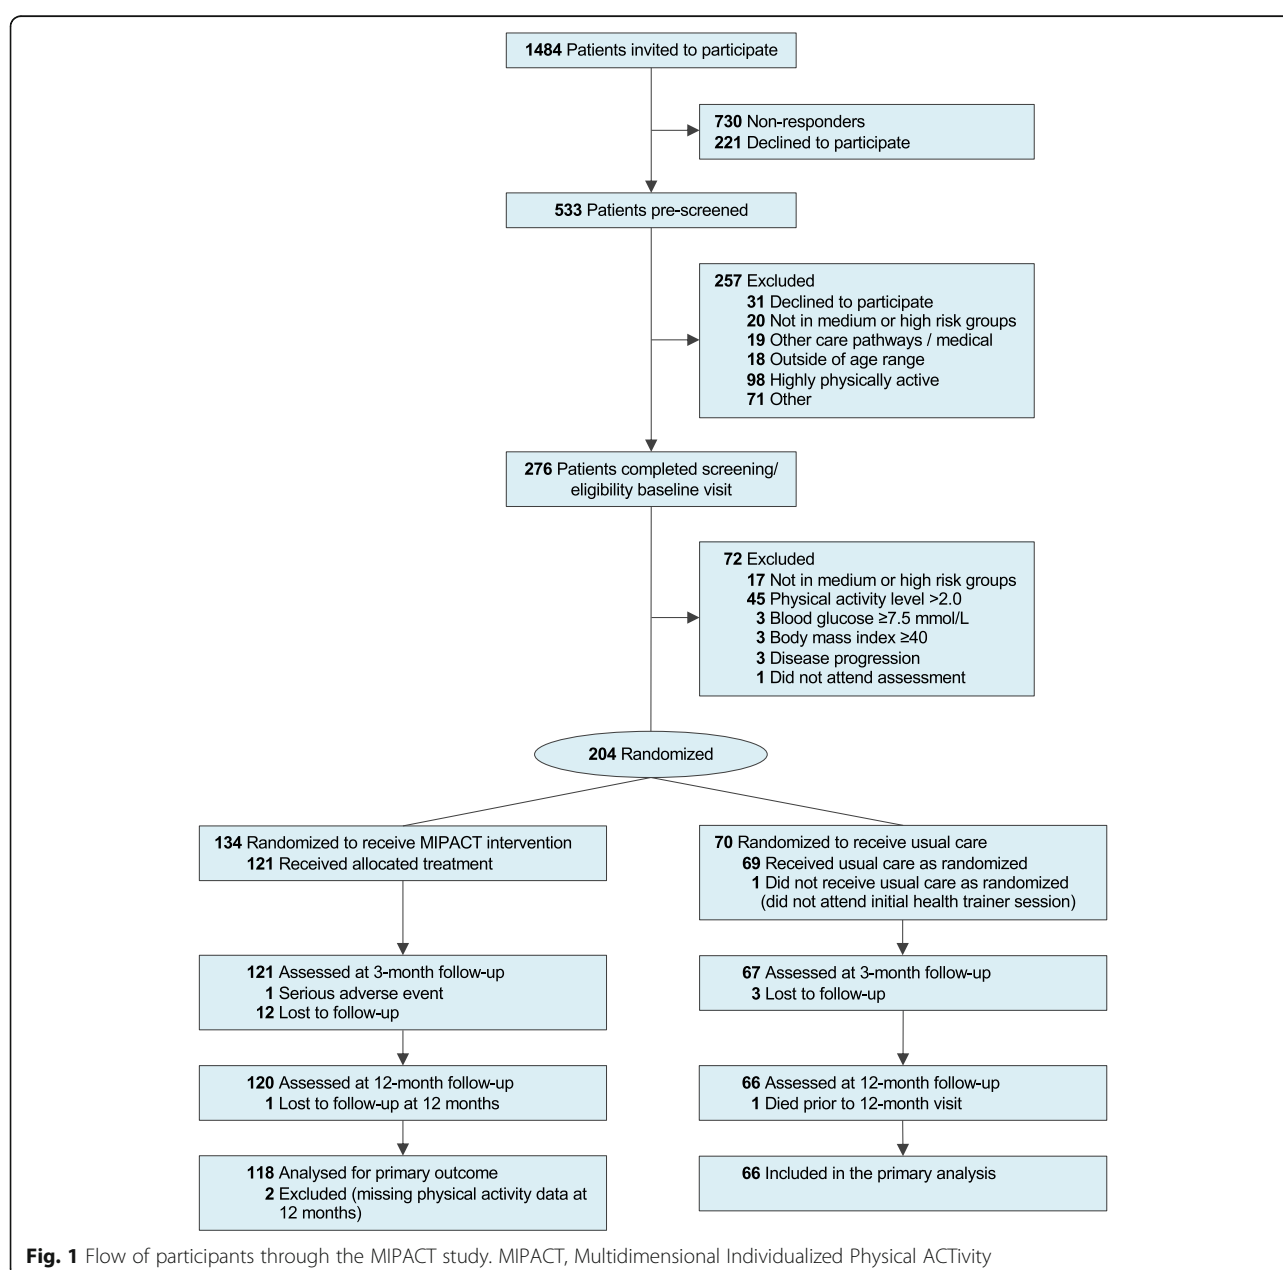 1484 Patients invited to participate
730 Non-responders
221 Declined to participate
533 Patients pre-screened
257 Excluded
31 Declined to participate
20 Not in medium or high risk groups
19 Other care pathways / medical
18 Outside of age range
98 Highly physically active
71 Other
276 Patients completed screening/
eligibility baseline visit
72 Excluded
17 Not in medium or high risk groups
45 Physical activity level >2.0
3 Blood glucose ≥7.5 mmol/L
3 Body mass index ≥40
3 Disease progression
1 Did not attend assessment
204 Randomized
134 Randomized to receive MIPACT intervention
121 Received allocated treatment
70 Randomized to receive usual care
69 Received usual care as randomized
1 Did not receive usual care as randomized
(did not attend initial health trainer session)
121 Assessed at 3-month follow-up
1 Serious adverse event
12 Lost to follow-up
67 Assessed at 3-month follow-up
3 Lost to follow-up
120 Assessed at 12-month follow-up
1 Lost to follow-up at 12 months
66 Assessed at 12-month follow-up
1 Died prior to 12-month visit
118 Analysed for primary outcome
2 Excluded (missing physical activity data at
12 months)
66 Included in the primary analysis
Fig. 1 Flow of participants through the MIPACT study. MIPACT, Multidimensional Individualized Physical ACTivity